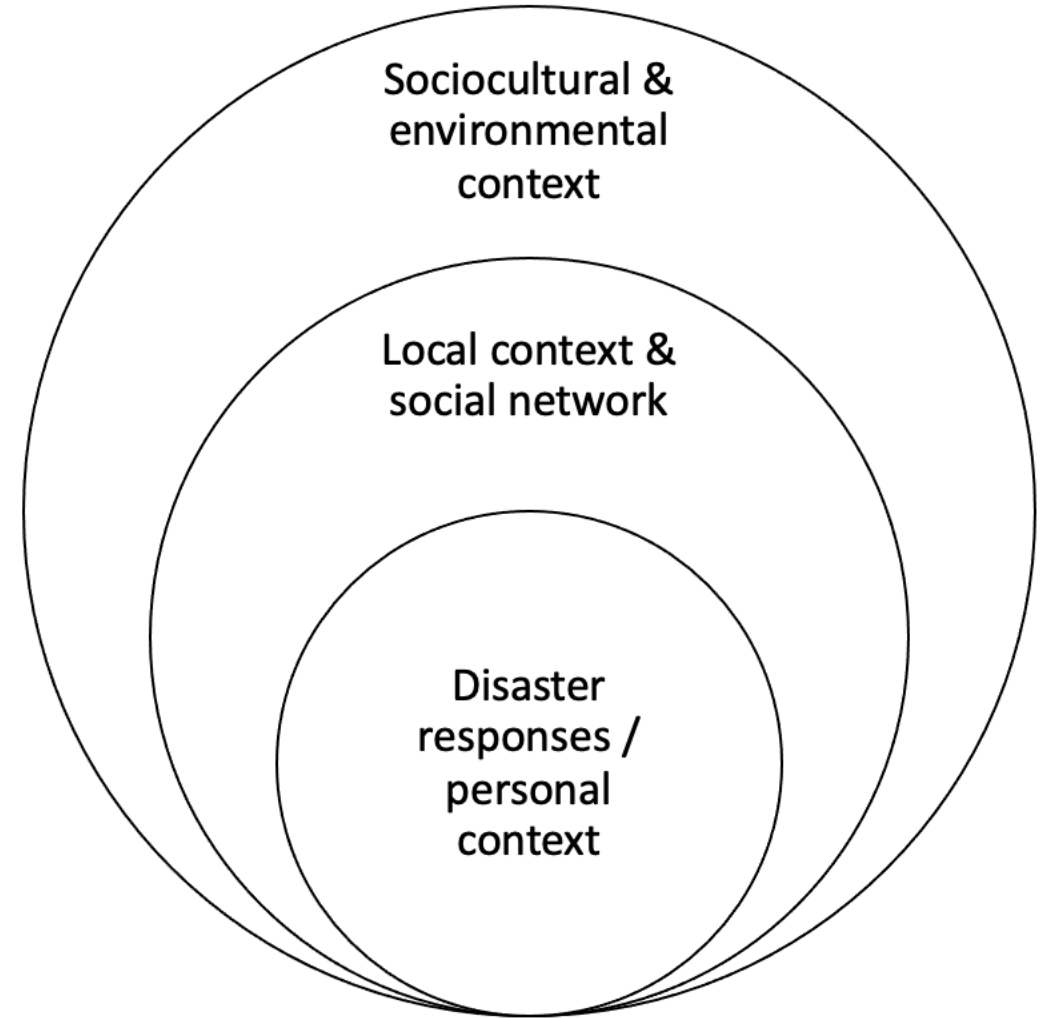 Sociocultural &
environmental
context
Local context &
social network
Disaster
responses /
personal
context